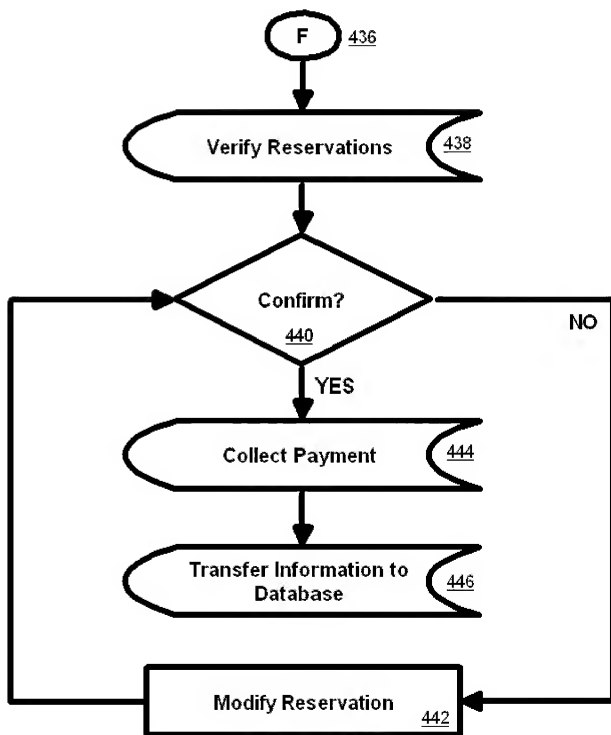 F
436
Verify Reservations
438
Confirm?
440
NO
YES
Collect Payment
444
Transfer Information to
Database
446
Modify Reservation
442